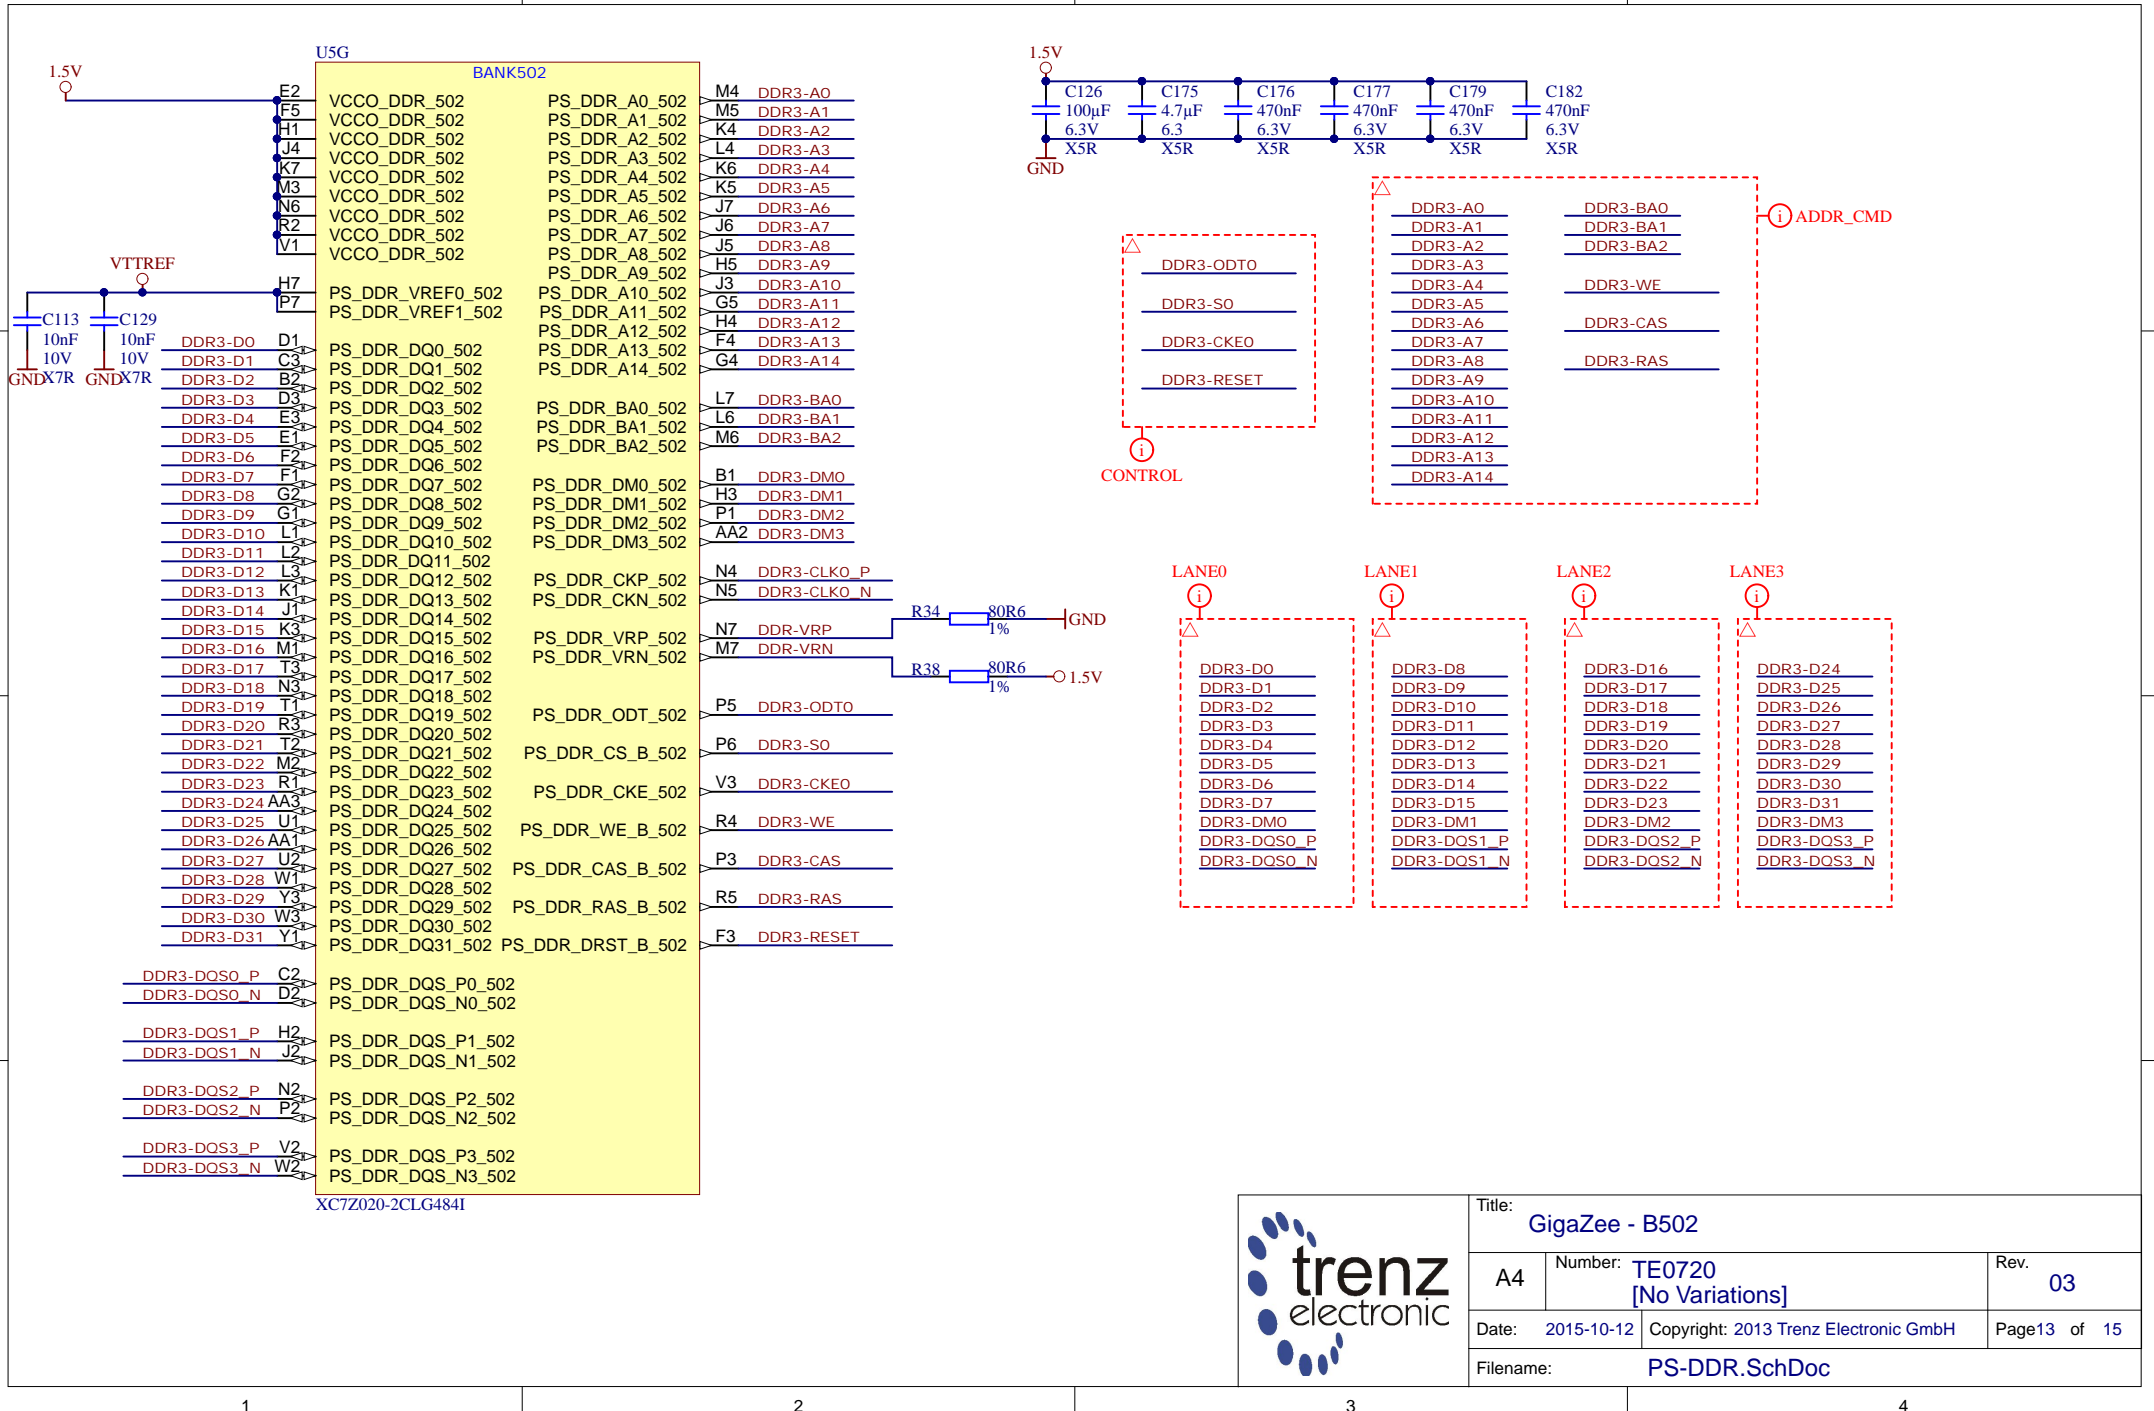 U5G
BANK502
1.5V
E2 VCCO_DDR_502
F5 VCCO_DDR_502
H1 VCCO_DDR_502
J4 VCCO_DDR_502
K7 VCCO_DDR_502
M3 VCCO_DDR_502
N6 VCCO_DDR_502
R2 VCCO_DDR_502
V1 VCCO_DDR_502
VTTREF
H7 PS_DDR_VREF0_502
P7 PS_DDR_VREF1_502
C113 10nF 10V X7R GND
C129 10nF 10V X7R GND
DDR3-D0 D1 PS_DDR_DQ0_502
DDR3-D1 C3 PS_DDR_DQ1_502
DDR3-D2 B2 PS_DDR_DQ2_502
DDR3-D3 D3 PS_DDR_DQ3_502
DDR3-D4 E3 PS_DDR_DQ4_502
DDR3-D5 E1 PS_DDR_DQ5_502
DDR3-D6 F2 PS_DDR_DQ6_502
DDR3-D7 F1 PS_DDR_DQ7_502
DDR3-D8 G2 PS_DDR_DQ8_502
DDR3-D9 G1 PS_DDR_DQ9_502
DDR3-D10 L1 PS_DDR_DQ10_502
DDR3-D11 L2 PS_DDR_DQ11_502
DDR3-D12 L3 PS_DDR_DQ12_502
DDR3-D13 K1 PS_DDR_DQ13_502
DDR3-D14 J1 PS_DDR_DQ14_502
DDR3-D15 K3 PS_DDR_DQ15_502
DDR3-D16 M1 PS_DDR_DQ16_502
DDR3-D17 T3 PS_DDR_DQ17_502
DDR3-D18 N3 PS_DDR_DQ18_502
DDR3-D19 T1 PS_DDR_DQ19_502
DDR3-D20 R3 PS_DDR_DQ20_502
DDR3-D21 T2 PS_DDR_DQ21_502
DDR3-D22 M2 PS_DDR_DQ22_502
DDR3-D23 R1 PS_DDR_DQ23_502
DDR3-D24 AA3 PS_DDR_DQ24_502
DDR3-D25 U1 PS_DDR_DQ25_502
DDR3-D26 AA1 PS_DDR_DQ26_502
DDR3-D27 U2 PS_DDR_DQ27_502
DDR3-D28 W1 PS_DDR_DQ28_502
DDR3-D29 Y3 PS_DDR_DQ29_502
DDR3-D30 W3 PS_DDR_DQ30_502
DDR3-D31 Y1 PS_DDR_DQ31_502
DDR3-DQS0_P C2 PS_DDR_DQS_P0_502
DDR3-DQS0_N D2 PS_DDR_DQS_N0_502
DDR3-DQS1_P H2 PS_DDR_DQS_P1_502
DDR3-DQS1_N J2 PS_DDR_DQS_N1_502
DDR3-DQS2_P N2 PS_DDR_DQS_P2_502
DDR3-DQS2_N P2 PS_DDR_DQS_N2_502
DDR3-DQS3_P V2 PS_DDR_DQS_P3_502
DDR3-DQS3_N W2 PS_DDR_DQS_N3_502
XC7Z020-2CLG484I
PS_DDR_A0_502 M4 DDR3-A0
PS_DDR_A1_502 M5 DDR3-A1
PS_DDR_A2_502 K4 DDR3-A2
PS_DDR_A3_502 L4 DDR3-A3
PS_DDR_A4_502 K6 DDR3-A4
PS_DDR_A5_502 K5 DDR3-A5
PS_DDR_A6_502 J7 DDR3-A6
PS_DDR_A7_502 J6 DDR3-A7
PS_DDR_A8_502 J5 DDR3-A8
PS_DDR_A9_502 H5 DDR3-A9
PS_DDR_A10_502 J3 DDR3-A10
PS_DDR_A11_502 G5 DDR3-A11
PS_DDR_A12_502 H4 DDR3-A12
PS_DDR_A13_502 F4 DDR3-A13
PS_DDR_A14_502 G4 DDR3-A14
PS_DDR_BA0_502 L7 DDR3-BA0
PS_DDR_BA1_502 L6 DDR3-BA1
PS_DDR_BA2_502 M6 DDR3-BA2
PS_DDR_DM0_502 B1 DDR3-DM0
PS_DDR_DM1_502 H3 DDR3-DM1
PS_DDR_DM2_502 P1 DDR3-DM2
PS_DDR_DM3_502 AA2 DDR3-DM3
PS_DDR_CKP_502 N4 DDR3-CLK0_P
PS_DDR_CKN_502 N5 DDR3-CLK0_N
PS_DDR_VRP_502 N7 DDR-VRP
PS_DDR_VRN_502 M7 DDR-VRN
R34 80R6 1% GND
R38 80R6 1% 1.5V
PS_DDR_ODT_502 P5 DDR3-ODT0
PS_DDR_CS_B_502 P6 DDR3-S0
PS_DDR_CKE_502 V3 DDR3-CKE0
PS_DDR_WE_B_502 R4 DDR3-WE
PS_DDR_CAS_B_502 P3 DDR3-CAS
PS_DDR_RAS_B_502 R5 DDR3-RAS
PS_DDR_DRST_B_502 F3 DDR3-RESET
1.5V
C126 C175 C176 C177 C179 C182
100µF 4.7µF 470nF 470nF 470nF 470nF
6.3V 6.3 6.3V 6.3V 6.3V 6.3V
X5R X5R X5R X5R X5R X5R
GND
DDR3-ODT0
DDR3-S0
DDR3-CKE0
DDR3-RESET
i
CONTROL
DDR3-A0 DDR3-BA0
DDR3-A1 DDR3-BA1
DDR3-A2 DDR3-BA2
DDR3-A3
DDR3-A4 DDR3-WE
DDR3-A5
DDR3-A6 DDR3-CAS
DDR3-A7
DDR3-A8 DDR3-RAS
DDR3-A9
DDR3-A10
DDR3-A11
DDR3-A12
DDR3-A13
DDR3-A14
i ADDR_CMD
LANE0 LANE1 LANE2 LANE3
i i i i
DDR3-D0 DDR3-D8 DDR3-D16 DDR3-D24
DDR3-D1 DDR3-D9 DDR3-D17 DDR3-D25
DDR3-D2 DDR3-D10 DDR3-D18 DDR3-D26
DDR3-D3 DDR3-D11 DDR3-D19 DDR3-D27
DDR3-D4 DDR3-D12 DDR3-D20 DDR3-D28
DDR3-D5 DDR3-D13 DDR3-D21 DDR3-D29
DDR3-D6 DDR3-D14 DDR3-D22 DDR3-D30
DDR3-D7 DDR3-D15 DDR3-D23 DDR3-D31
DDR3-DM0 DDR3-DM1 DDR3-DM2 DDR3-DM3
DDR3-DQS0_P DDR3-DQS1_P DDR3-DQS2_P DDR3-DQS3_P
DDR3-DQS0_N DDR3-DQS1_N DDR3-DQS2_N DDR3-DQS3_N
trenz
electronic
Title:
GigaZee - B502
A4
Number: TE0720
[No Variations]
Rev.
03
Date: 2015-10-12
Copyright: 2013 Trenz Electronic GmbH
Page13 of 15
Filename: PS-DDR.SchDoc
1 2 3 4